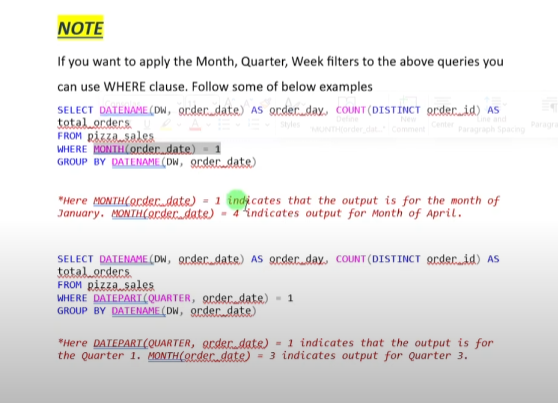 NOTE
If you want to apply the Month, Quarter, Week filters to the above queries you
can use WHERE clause. Follow some of below examples
SELECT DATENAME(DW, order_date) AS order_day, COUNT(DISTINCT order_id) AS
total_orders
FROM pizza_sales
WHERE MONTH(order_date) = 1
GROUP BY DATENAME(DW, order_date)
*Here MONTH(order_date) = 1 indicates that the output is for the month of
January. MONTH(order_date) = 4 indicates output for Month of April.
SELECT DATENAME(DW, order_date) AS order_day, COUNT(DISTINCT order_id) AS
total_orders
FROM pizza_sales
WHERE DATEPART(QUARTER, order_date) = 1
GROUP BY DATENAME(DW, order_date)
*Here DATEPART(QUARTER, order_date) = 1 indicates that the output is for
the Quarter 1. MONTH(order_date) = 3 indicates output for Quarter 3.